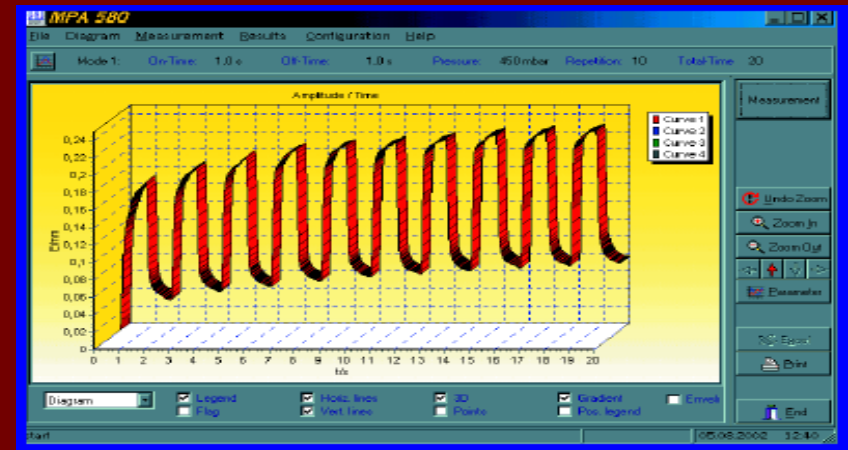 MPA 580
File Diagram Measurement Results Configuration Help
Mode 1: On-Time: 1.0 s Off-Time: 1.0 s Pressure: 450 mbar Repetition: 10 Total-Time 20
Measurement
Amplitude / Time
Curve 1
Curve 2
Curve 3
Curve 4
0,24
0,22
0,2
0,18
0,16
0,14
0,12
0,1
0,08
0,06
0,04
0,02
0
0 1 2 3 4 5 6 7 8 9 10 11 12 13 14 15 16 17 18 19 20
t/s
Undo Zoom
Zoom In
Zoom Out
Parameter
Print
End
Diagram
Legend Horiz. lines 3D Gradient
Flag Vert. lines Points Pos. legend
start 05.08.2002 12:40